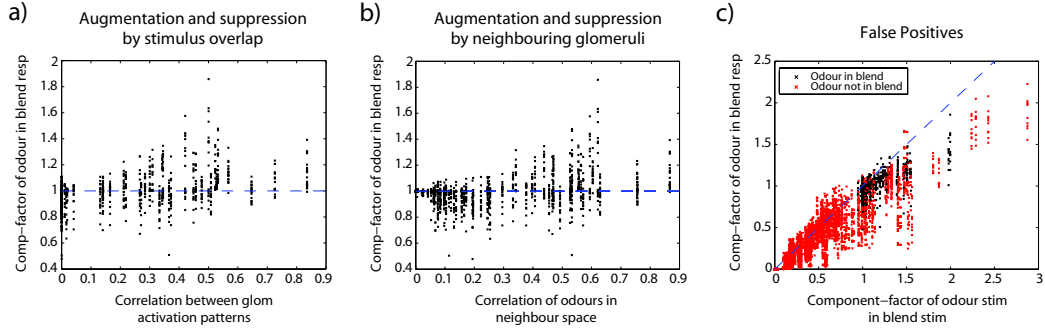 a)
Augmentation and suppression
by stimulus overlap
Comp-factor of odour in blend resp
2
1.8
1.6
1.4
1.2
1
0.8
0.6
0.4
0 0.1 0.2 0.3 0.4 0.5 0.6 0.7 0.8 0.9
Correlation between glom
activation patterns
b)
Augmentation and suppression
by neighbouring glomeruli
Comp-factor of odour in blend resp
2
1.8
1.6
1.4
1.2
1
0.8
0.6
0.4
0 0.1 0.2 0.3 0.4 0.5 0.6 0.7 0.8 0.9
Correlation of odours in
neighbour space
c)
False Positives
Comp-factor of odour in blend resp
2.5
2
1.5
1
0.5
0
Odour in blend
Odour not in blend
0 0.5 1 1.5 2 2.5 3
Component-factor of odour stim
in blend stim